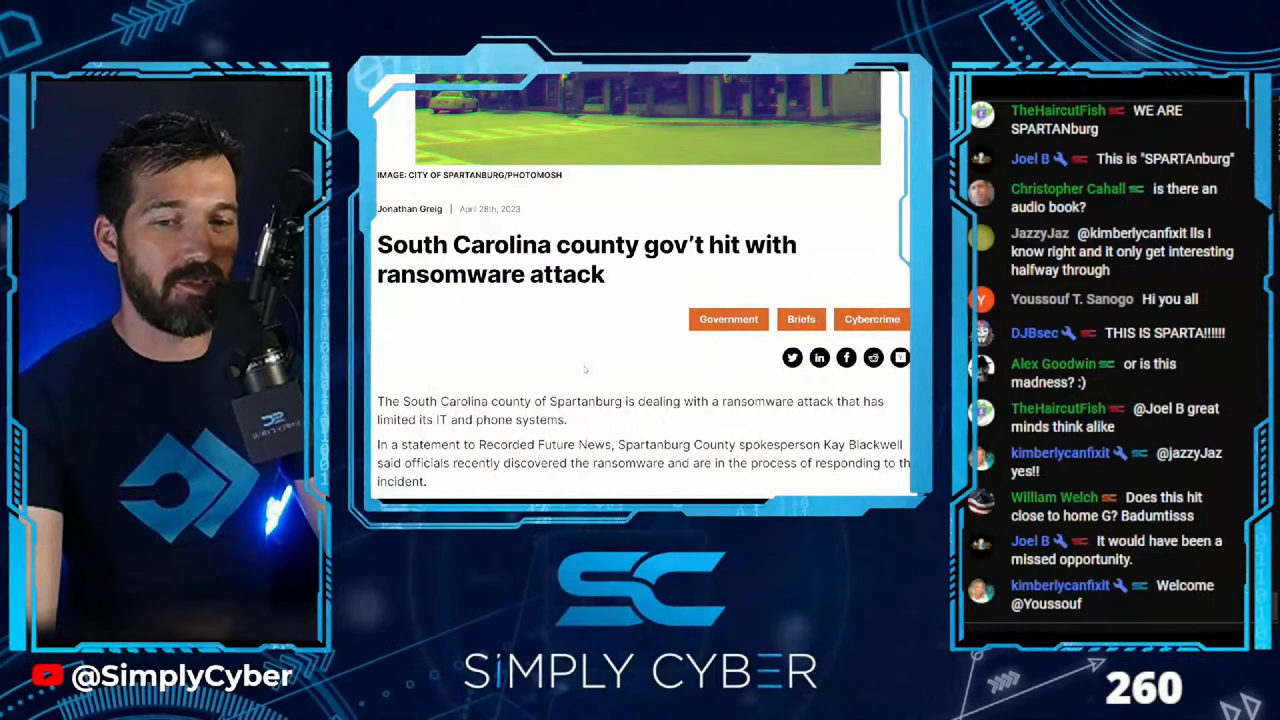 IMAGE: CITY OF SPARTANBURG/PHOTOMOSH
Jonathan Greig | April 28th, 2023
South Carolina county gov't hit with
ransomware attack
Government Briefs Cybercrime
The South Carolina county of Spartanburg is dealing with a ransomware attack that has
limited its IT and phone systems.
In a statement to Recorded Future News, Spartanburg County spokesperson Kay Blackwell
said officials recently discovered the ransomware and are in the process of responding to th
incident.
TheHaircutFish WE ARE
SPARTANburg
Joel B This is "SPARTAnburg"
Christopher Cahall is there an
audio book?
JazzyJaz @kimberlycanfixit lls I
know right and it only get interesting
halfway through
Y Youssouf T. Sanogo Hi you all
DJBsec THIS IS SPARTA!!!!!!
Alex Goodwin or is this
madness? :)
TheHaircutFish @Joel B great
minds think alike
kimberlycanfixit @jazzyJaz
yes!!
William Welch Does this hit
close to home G? Badumtisss
Joel B It would have been a
missed opportunity.
kimberlycanfixit Welcome
@Youssouf
SIMPLY CYBER
SC
SIMPLY CYBER
@SimplyCyber
260